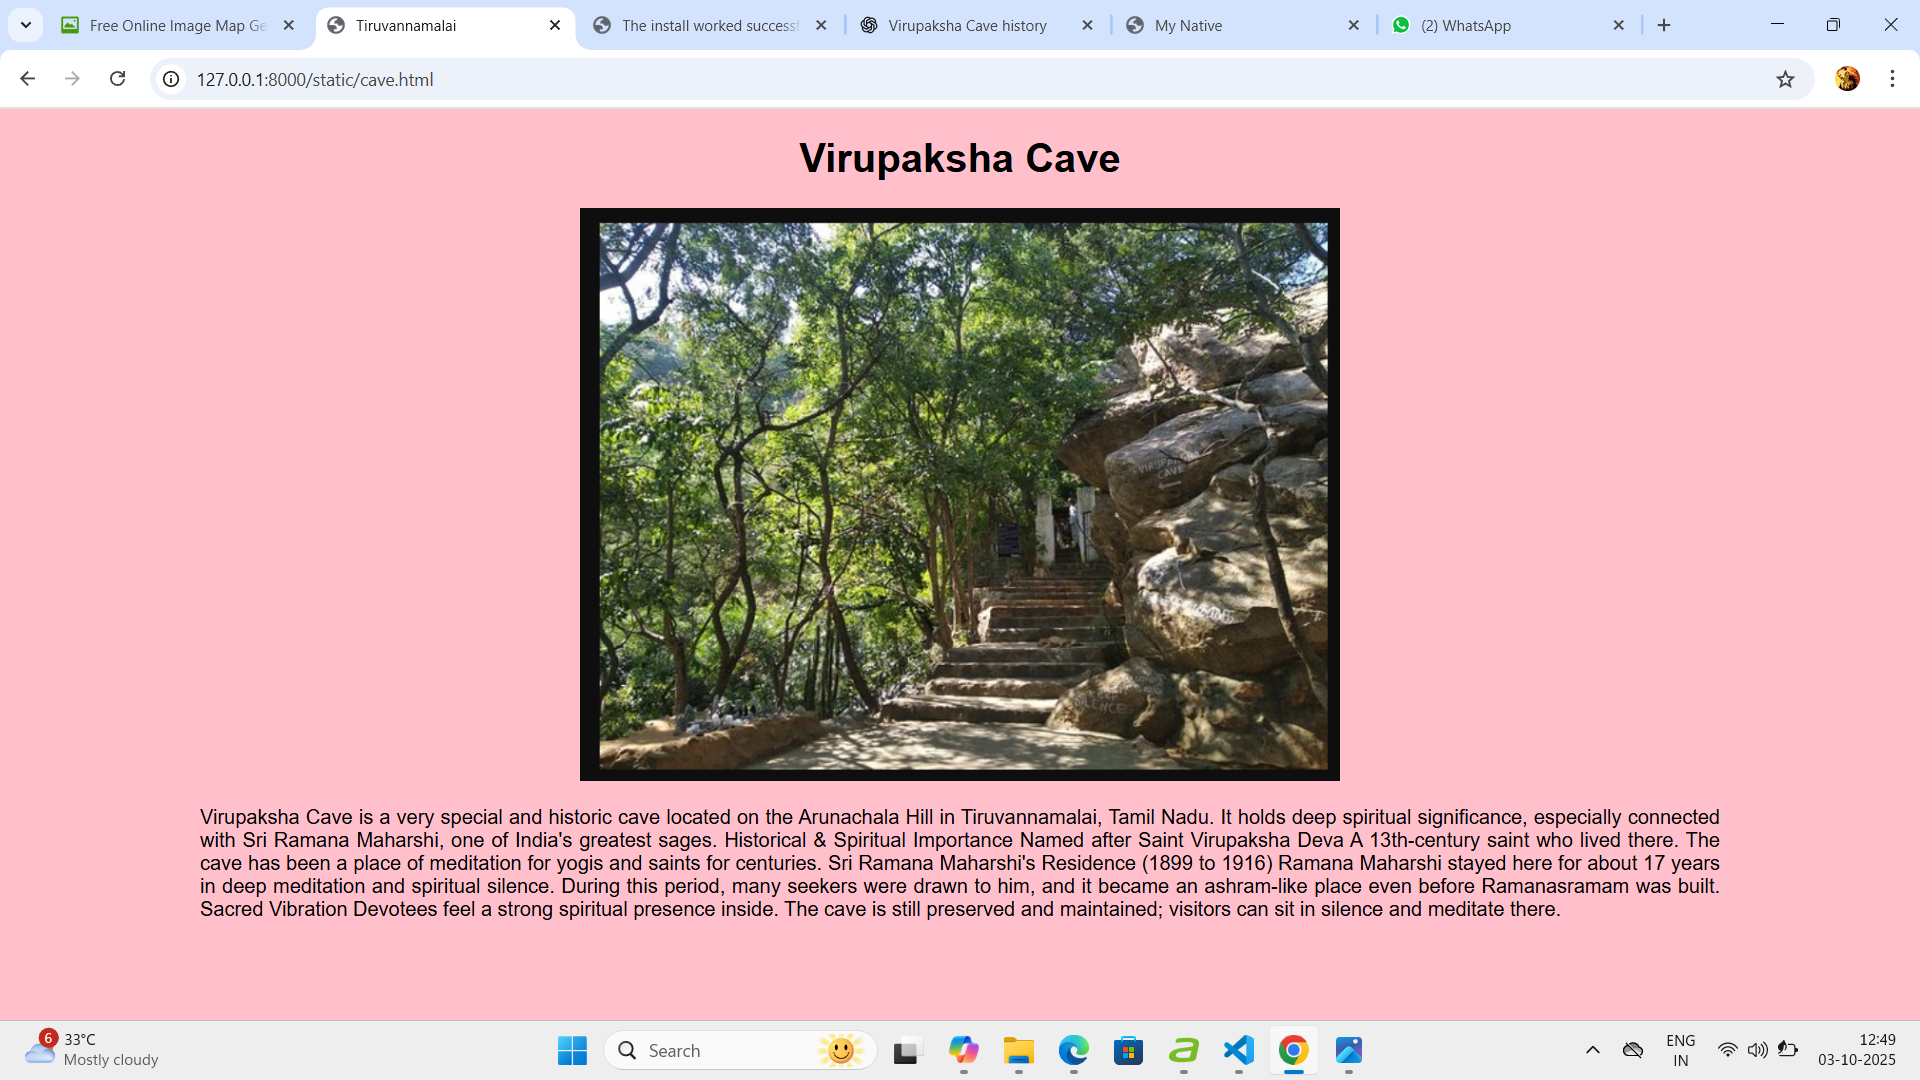 Free Online Image Map Ge
Tiruvannamalai
The install worked successf
Virupaksha Cave history
My Native
(2) WhatsApp
127.0.0.1:8000/static/cave.html
Virupaksha Cave
VIRUPAKSHA
CAVE
SILENCE
Virupaksha Cave is a very special and historic cave located on the Arunachala Hill in Tiruvannamalai, Tamil Nadu. It holds deep spiritual significance, especially connected
with Sri Ramana Maharshi, one of India's greatest sages. Historical & Spiritual Importance Named after Saint Virupaksha Deva A 13th-century saint who lived there. The
cave has been a place of meditation for yogis and saints for centuries. Sri Ramana Maharshi's Residence (1899 to 1916) Ramana Maharshi stayed here for about 17 years
in deep meditation and spiritual silence. During this period, many seekers were drawn to him, and it became an ashram-like place even before Ramanasramam was built.
Sacred Vibration Devotees feel a strong spiritual presence inside. The cave is still preserved and maintained; visitors can sit in silence and meditate there.
6
33°C
Mostly cloudy
Search
ENG
IN
12:49
03-10-2025